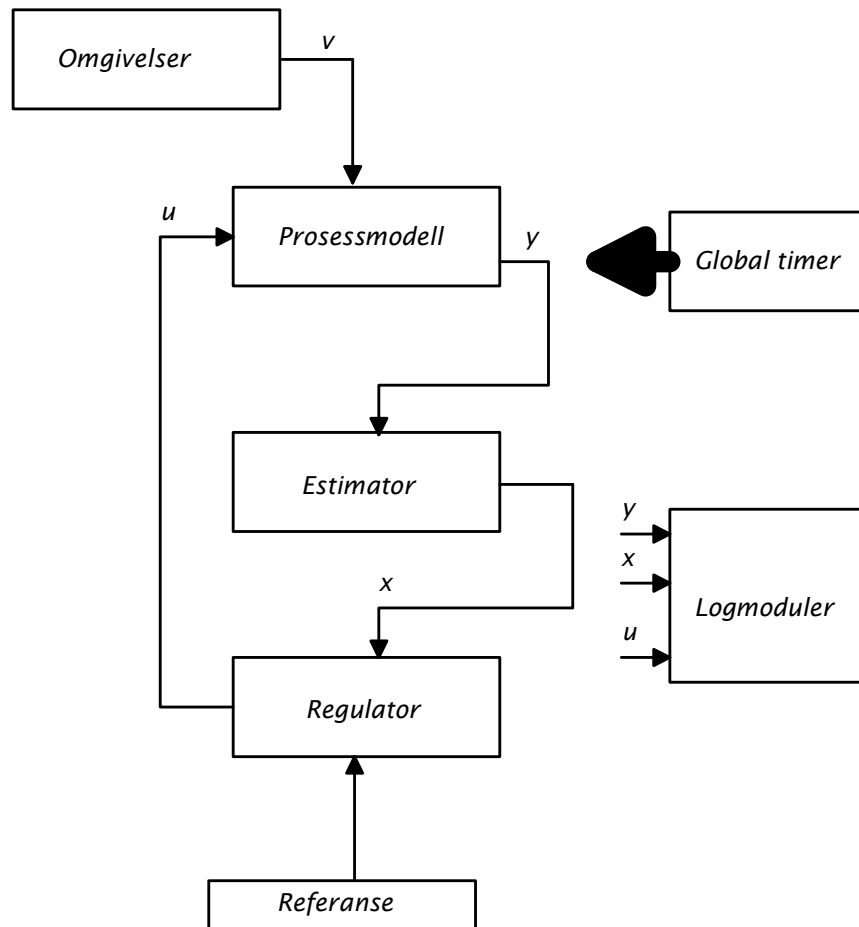 Omgivelser
v
u
Prosessmodell
y
Global timer
Estimator
y
x
x
u
Logmoduler
Regulator
Referanse